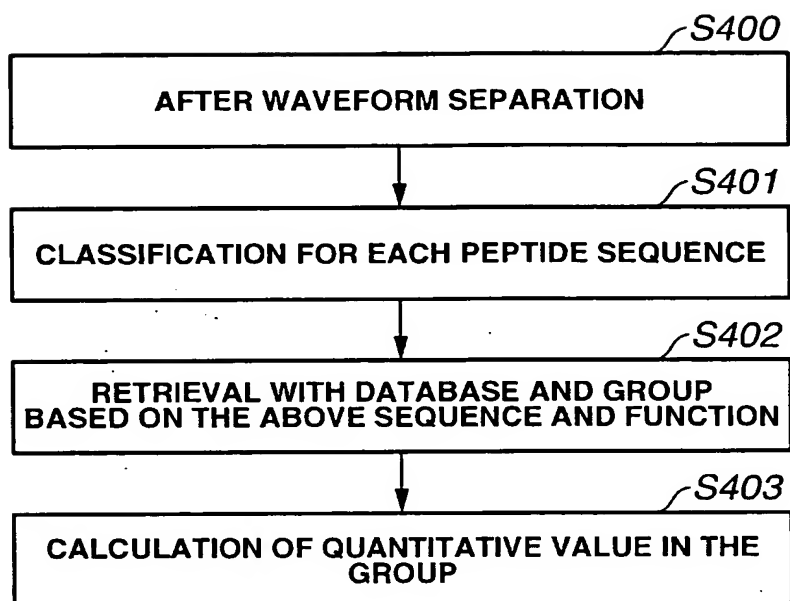 S400
AFTER WAVEFORM SEPARATION
S401
CLASSIFICATION FOR EACH PEPTIDE SEQUENCE
S402
RETRIEVAL WITH DATABASE AND GROUP
BASED ON THE ABOVE SEQUENCE AND FUNCTION
S403
CALCULATION OF QUANTITATIVE VALUE IN THE
GROUP